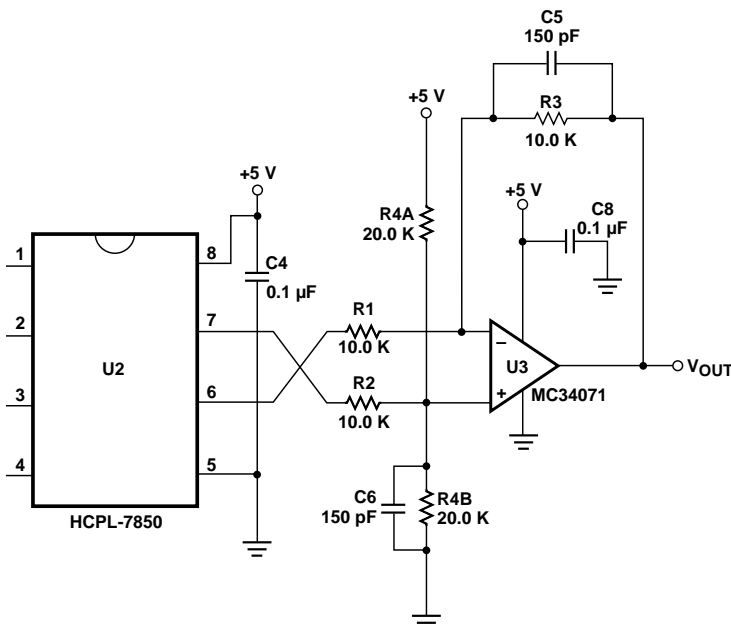 C5
150 pF
+5 V
R3
10.0 K
+5 V
+5 V
C8
0.1 µF
R4A
20.0 K
1
8
C4
0.1 µF
2
7
R1
10.0 K
–
U3
VOUT
U2
R2
10.0 K
+
MC34071
3
6
4
5
C6
150 pF
R4B
20.0 K
HCPL-7850